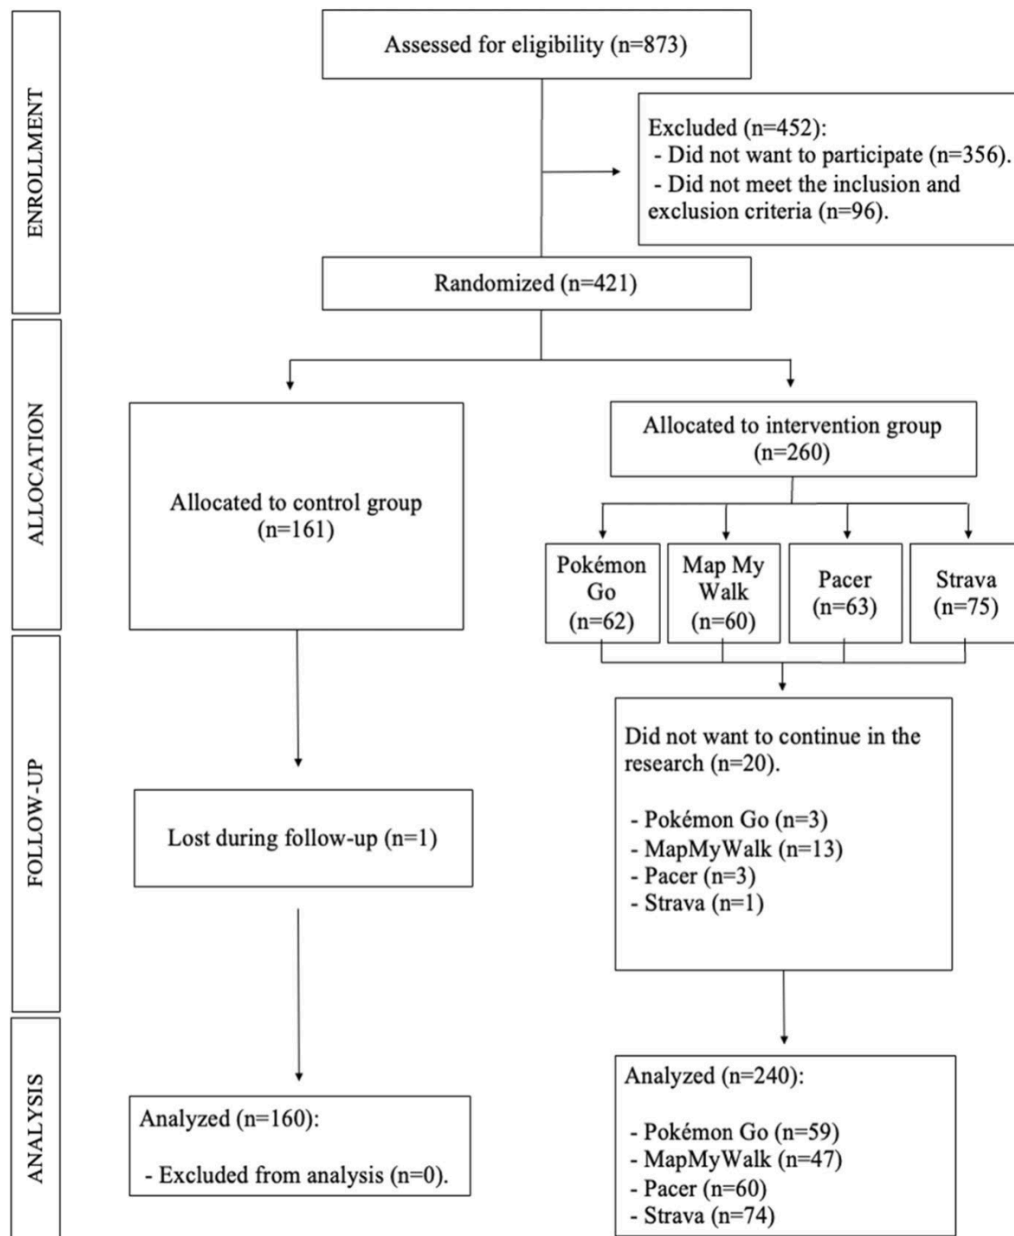 ENROLLMENT
Assessed for eligibility (n=873)
Excluded (n=452):
- Did not want to participate (n=356).
- Did not meet the inclusion and
exclusion criteria (n=96).
Randomized (n=421)
ALLOCATION
Allocated to control group
(n=161)
Allocated to intervention group
(n=260)
Pokémon
Go
(n=62)
Map My
Walk
(n=60)
Pacer
(n=63)
Strava
(n=75)
FOLLOW-UP
Lost during follow-up (n=1)
Did not want to continue in the
research (n=20).
- Pokémon Go (n=3)
- MapMyWalk (n=13)
- Pacer (n=3)
- Strava (n=1)
ANALYSIS
Analyzed (n=160):
- Excluded from analysis (n=0).
Analyzed (n=240):
- Pokémon Go (n=59)
- MapMyWalk (n=47)
- Pacer (n=60)
- Strava (n=74)